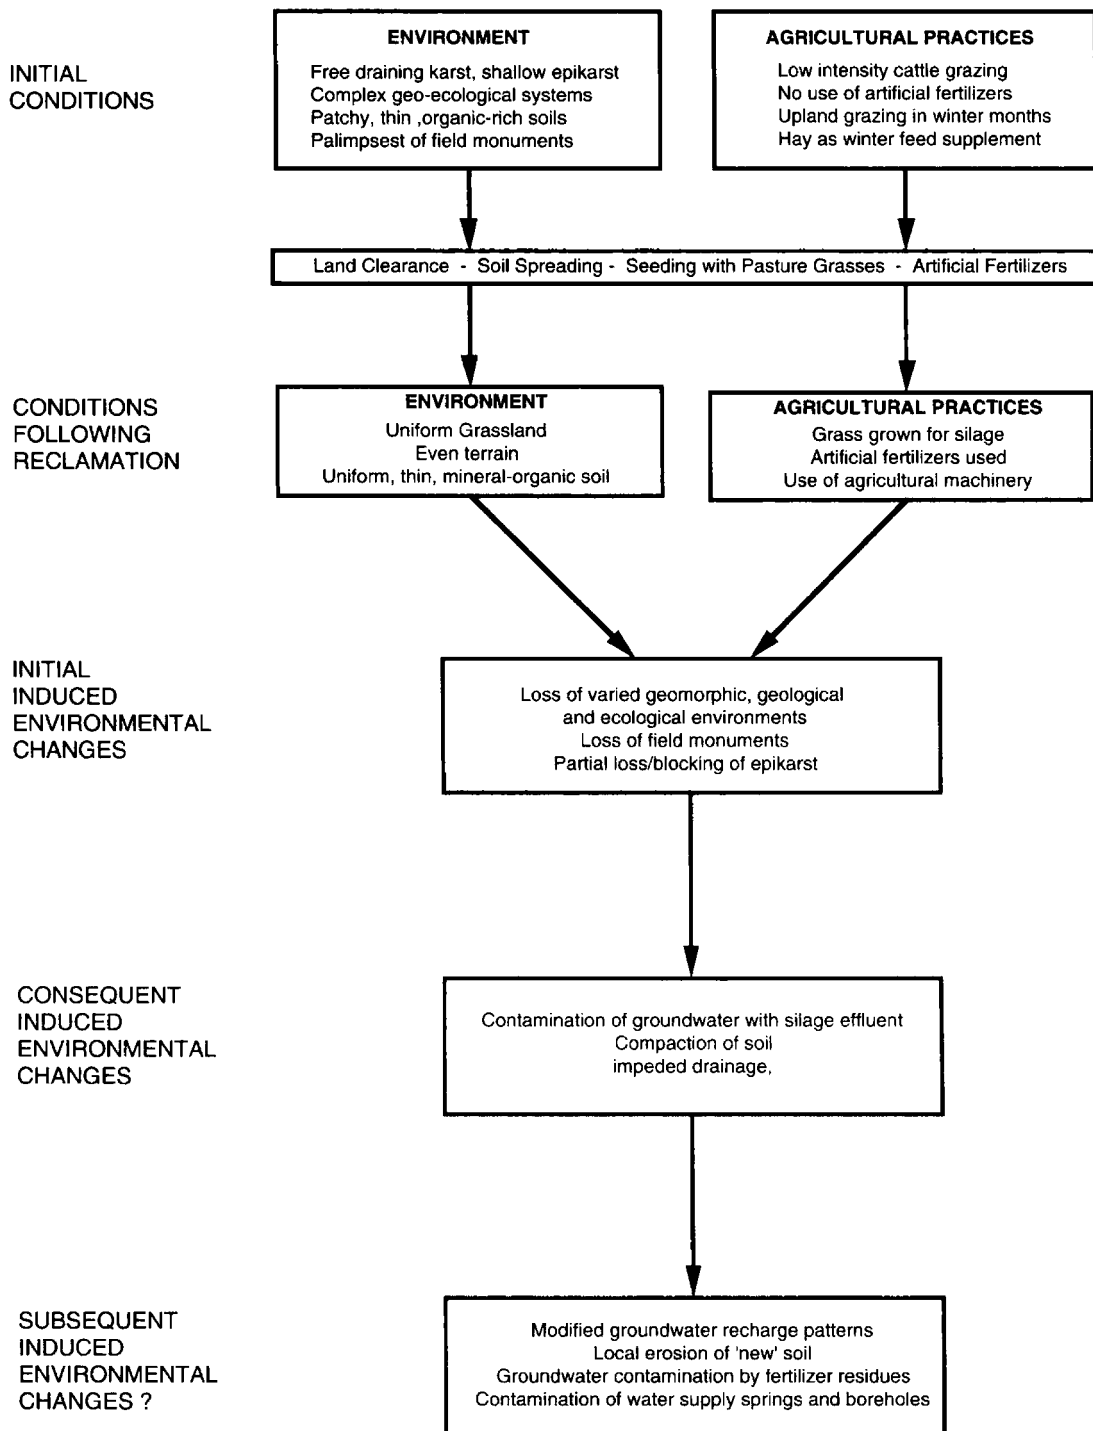 INITIAL
CONDITIONS
ENVIRONMENT
Free draining karst, shallow epikarst
Complex geo-ecological systems
Patchy, thin ,organic-rich soils
Palimpsest of field monuments
AGRICULTURAL PRACTICES
Low intensity cattle grazing
No use of artificial fertilizers
Upland grazing in winter months
Hay as winter feed supplement
Land Clearance - Soil Spreading - Seeding with Pasture Grasses - Artificial Fertilizers
CONDITIONS
FOLLOWING
RECLAMATION
ENVIRONMENT
Uniform Grassland
Even terrain
Uniform, thin, mineral-organic soil
AGRICULTURAL PRACTICES
Grass grown for silage
Artificial fertilizers used
Use of agricultural machinery
INITIAL
INDUCED
ENVIRONMENTAL
CHANGES
Loss of varied geomorphic, geological
and ecological environments
Loss of field monuments
Partial loss/blocking of epikarst
CONSEQUENT
INDUCED
ENVIRONMENTAL
CHANGES
Contamination of groundwater with silage effluent
Compaction of soil
impeded drainage,
SUBSEQUENT
INDUCED
ENVIRONMENTAL
CHANGES ?
Modified groundwater recharge patterns
Local erosion of 'new' soil
Groundwater contamination by fertilizer residues
Contamination of water supply springs and boreholes